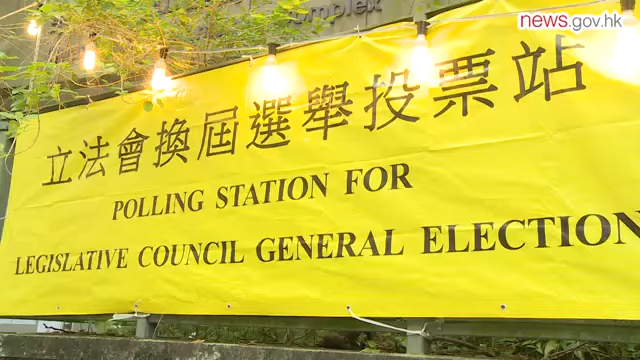 news.gov.hk
omplex
立法會換屆選舉投票站
POLLING STATION FOR
LEGISLATIVE COUNCIL GENERAL ELECTION